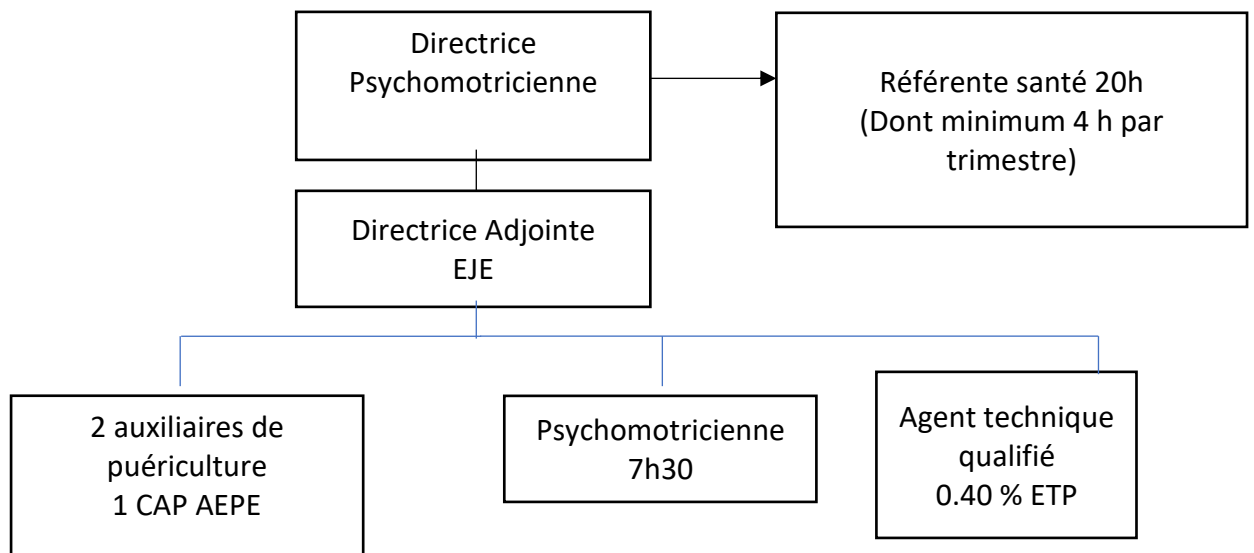 Directrice
Psychomotricienne
Référente santé 20h
(Dont minimum 4 h par
trimestre)
Directrice Adjointe
EJE
2 auxiliaires de
puériculture
1 CAP AEPE
Psychomotricienne
7h30
Agent technique
qualifié
0.40 % ETP